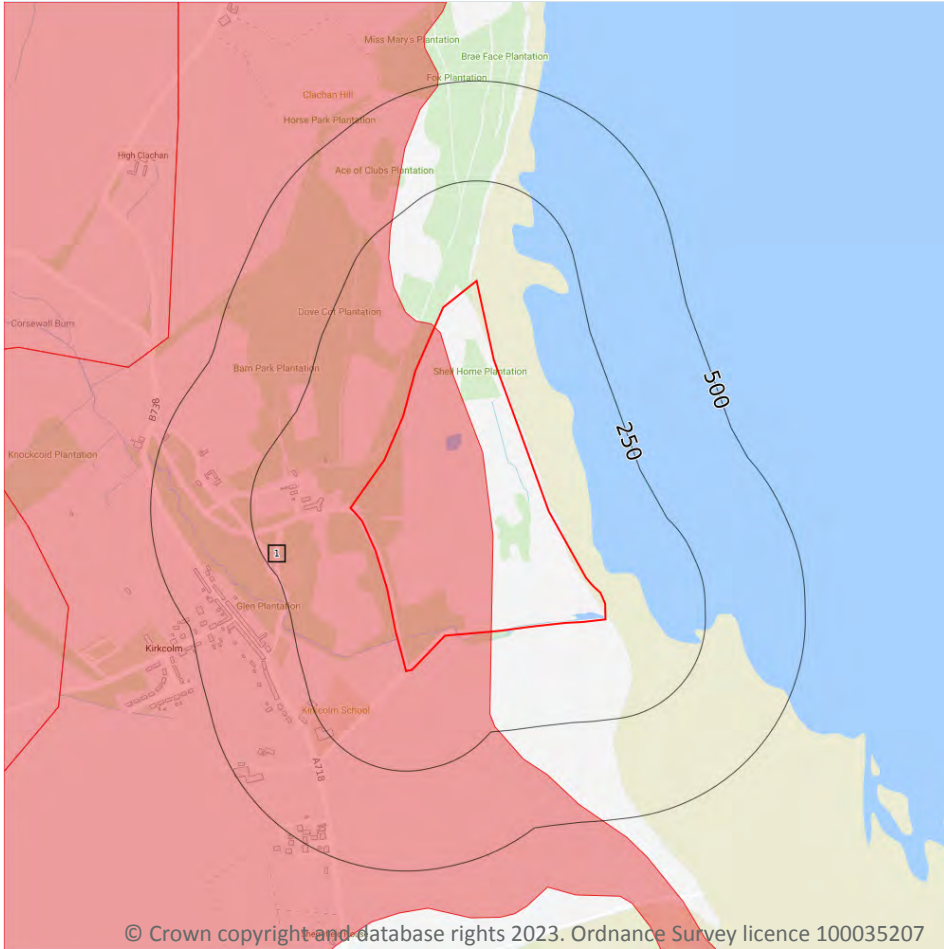 Miss Mary's Plantation
Brae Face Plantation
Fox Plantation
Clachan Hill
Horse Park Plantation
High Clachan
Ace of Clubs Plantation
Dove Cot Plantation
Corsewall Burn
Barn Park Plantation
Shell Home Plantation
500
250
B738
Knockcoid Plantation
1
Glen Plantation
Kirkcolm
Kirkcolm School
A718
© Crown copyright and database rights 2023. Ordnance Survey licence 100035207